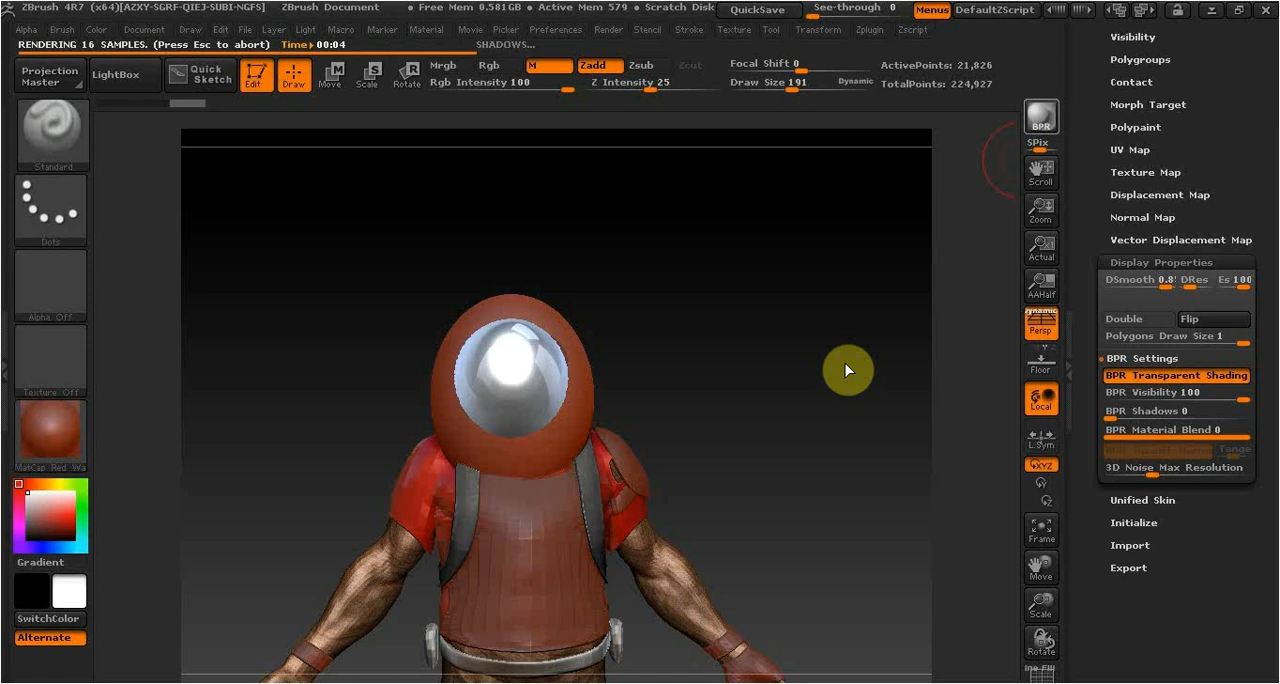 ZBrush 4R7 (x64)[AZXY-SGRF-QIEJ-SUBI-NGFS] ZBrush Document • Free Mem 0.581GB • Active Mem 579 • Scratch Disk QuickSave See-through 0 Menus DefaultZScript
Alpha Brush Color Document Draw Edit File Layer Light Macro Marker Material Movie Picker Preferences Render Stencil Stroke Texture Tool Transform Zplugin Zscript
RENDERING 16 SAMPLES. (Press Esc to abort) Time▸00:04 SHADOWS...
Projection Master
LightBox
Quick Sketch
Edit
Draw
Move
Scale
Rotate
Mrgb Rgb M Zadd Zsub Zcut
Rgb Intensity 100 Z Intensity 25
Focal Shift 0
Draw Size 191 Dynamic
ActivePoints: 21,826
TotalPoints: 224,927
Standard
Dots
Alpha Off
Texture Off
MatCap Red Wa
Gradient
SwitchColor
Alternate
BPR
SPix
Scroll
Zoom
Actual
AAHalf
Dynamic
Persp
Floor
Local
L.Sym
XYZ
Frame
Move
Scale
Rotate
Line Fill
Visibility
Polygroups
Contact
Morph Target
Polypaint
UV Map
Texture Map
Displacement Map
Normal Map
Vector Displacement Map
Display Properties
DSmooth 0.8 DRes Es 100
Double Flip
Polygons Draw Size 1
BPR Settings
BPR Transparent Shading
BPR Visibility 100
BPR Shadows 0
BPR Material Blend 0
3D Noise Max Resolution
Unified Skin
Initialize
Import
Export